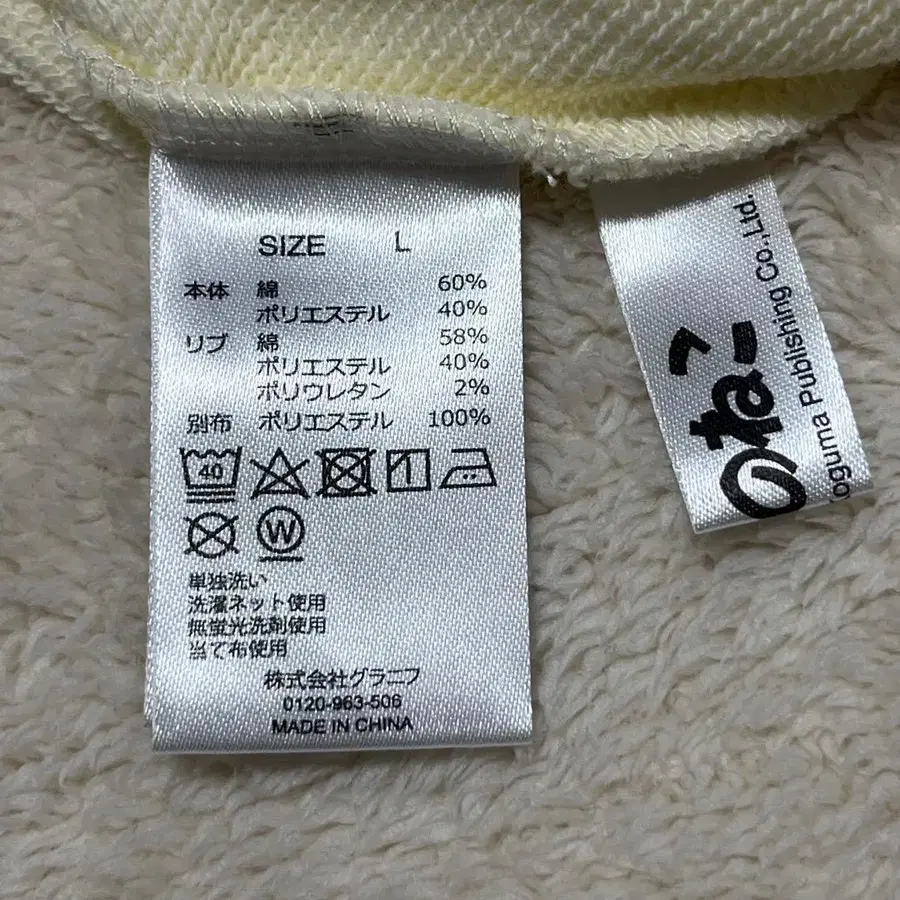 SIZE L
本体 綿 60%
ポリエステル 40%
リブ 綿 58%
ポリエステル 40%
ポリウレタン 2%
別布 ポリエステル 100%
40
W
単独洗い
洗濯ネット使用
無蛍光洗剤使用
当て布使用
株式会社グラニフ
0120-963-506
MADE IN CHINA
のねこ
oguma Publishing Co.,Ltd.